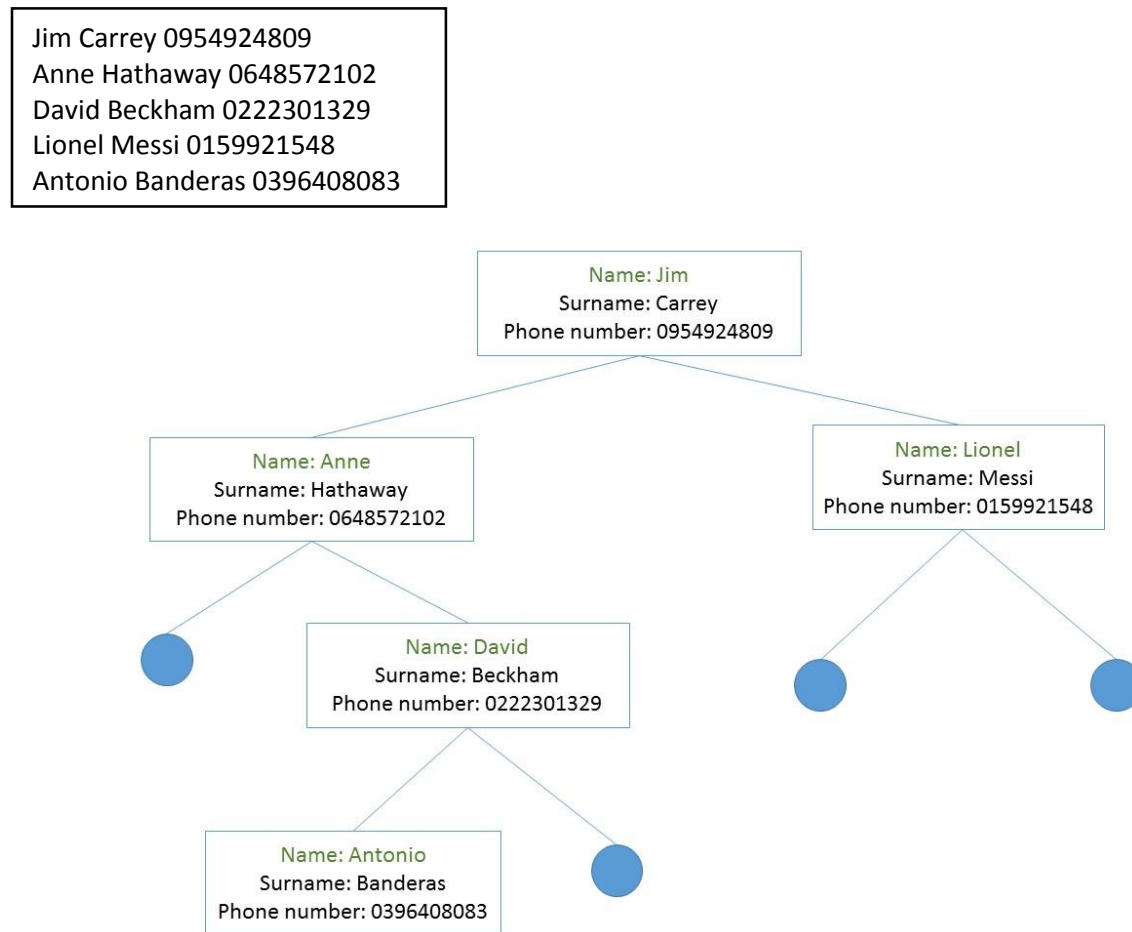 Jim Carrey 0954924809
Anne Hathaway 0648572102
David Beckham 0222301329
Lionel Messi 0159921548
Antonio Banderas 0396408083
Name: Jim
Surname: Carrey
Phone number: 0954924809
Name: Anne
Surname: Hathaway
Phone number: 0648572102
Name: Lionel
Surname: Messi
Phone number: 0159921548
Name: David
Surname: Beckham
Phone number: 0222301329
Name: Antonio
Surname: Banderas
Phone number: 0396408083